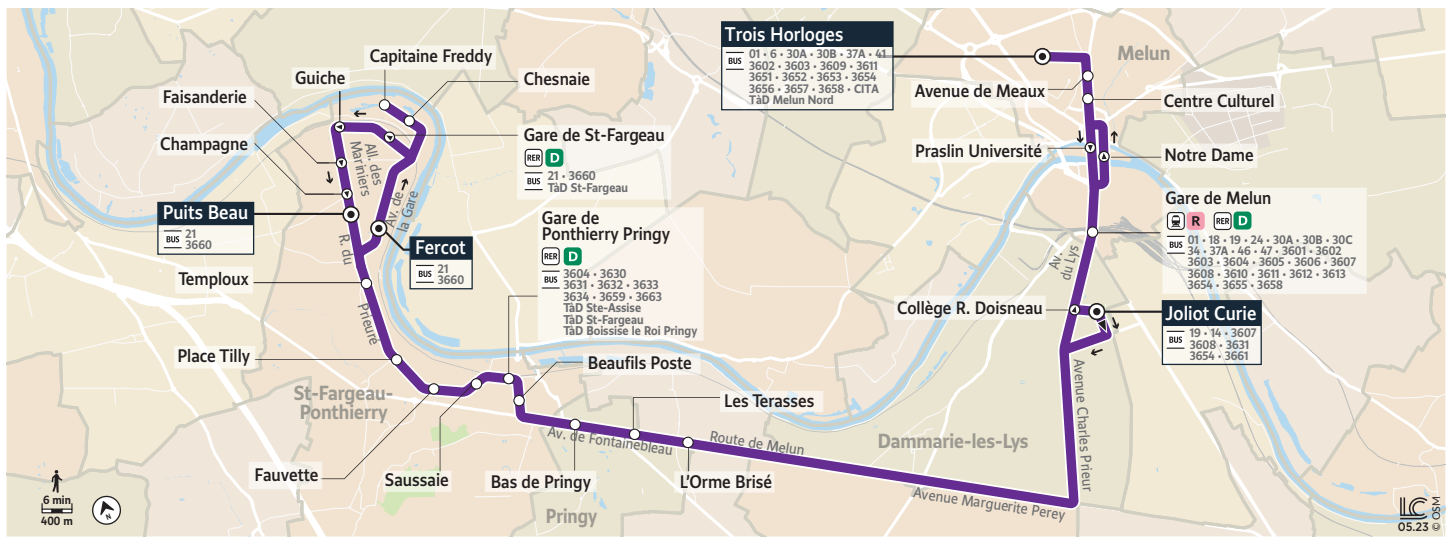 Capitaine Freddy
Guiche
Chesnaie
Faisanderie
Champagne
Gare de St-Fargeau
RER D
BUS 21 • 3660
TàD St-Fargeau
All. des
Mariniers
Av. de
la Gare
Puits Beau
BUS 21
3660
Fercot
BUS 21
3660
R. du
Prieuré
Temploux
Place Tilly
Gare de
Ponthierry Pringy
RER D
BUS 3604 • 3630
3631 • 3632 • 3633
3634 • 3659 • 3663
TàD Ste-Assise
TàD St-Fargeau
TàD Boissise le Roi Pringy
St-Fargeau-
Ponthierry
Fauvette
Saussaie
Beaufils Poste
Bas de Pringy
Les Terasses
L'Orme Brisé
Pringy
Av. de Fontainebleau
Route de Melun
Avenue Marguerite Perey
Dammarie-les-Lys
Avenue Charles Prieur
Trois Horloges
BUS 01 • 6 • 30A • 30B • 37A • 41
3602 • 3603 • 3609 • 3611
3651 • 3652 • 3653 • 3654
3656 • 3657 • 3658 • CITA
TàD Melun Nord
Melun
Avenue de Meaux
Centre Culturel
Praslin Université
Notre Dame
Gare de Melun
R RER D
BUS 01 • 18 • 19 • 24 • 30A • 30B • 30C
34 • 37A • 46 • 47 • 3601 • 3602
3603 • 3604 • 3605 • 3606 • 3607
3608 • 3610 • 3611 • 3612 • 3613
3654 • 3655 • 3658
Av.
du Lys
Collège R. Doisneau
Joliot Curie
BUS 19 • 14 • 3607
3608 • 3631
3654 • 3661
6 min
400 m
N
LC
05.23 © OSM